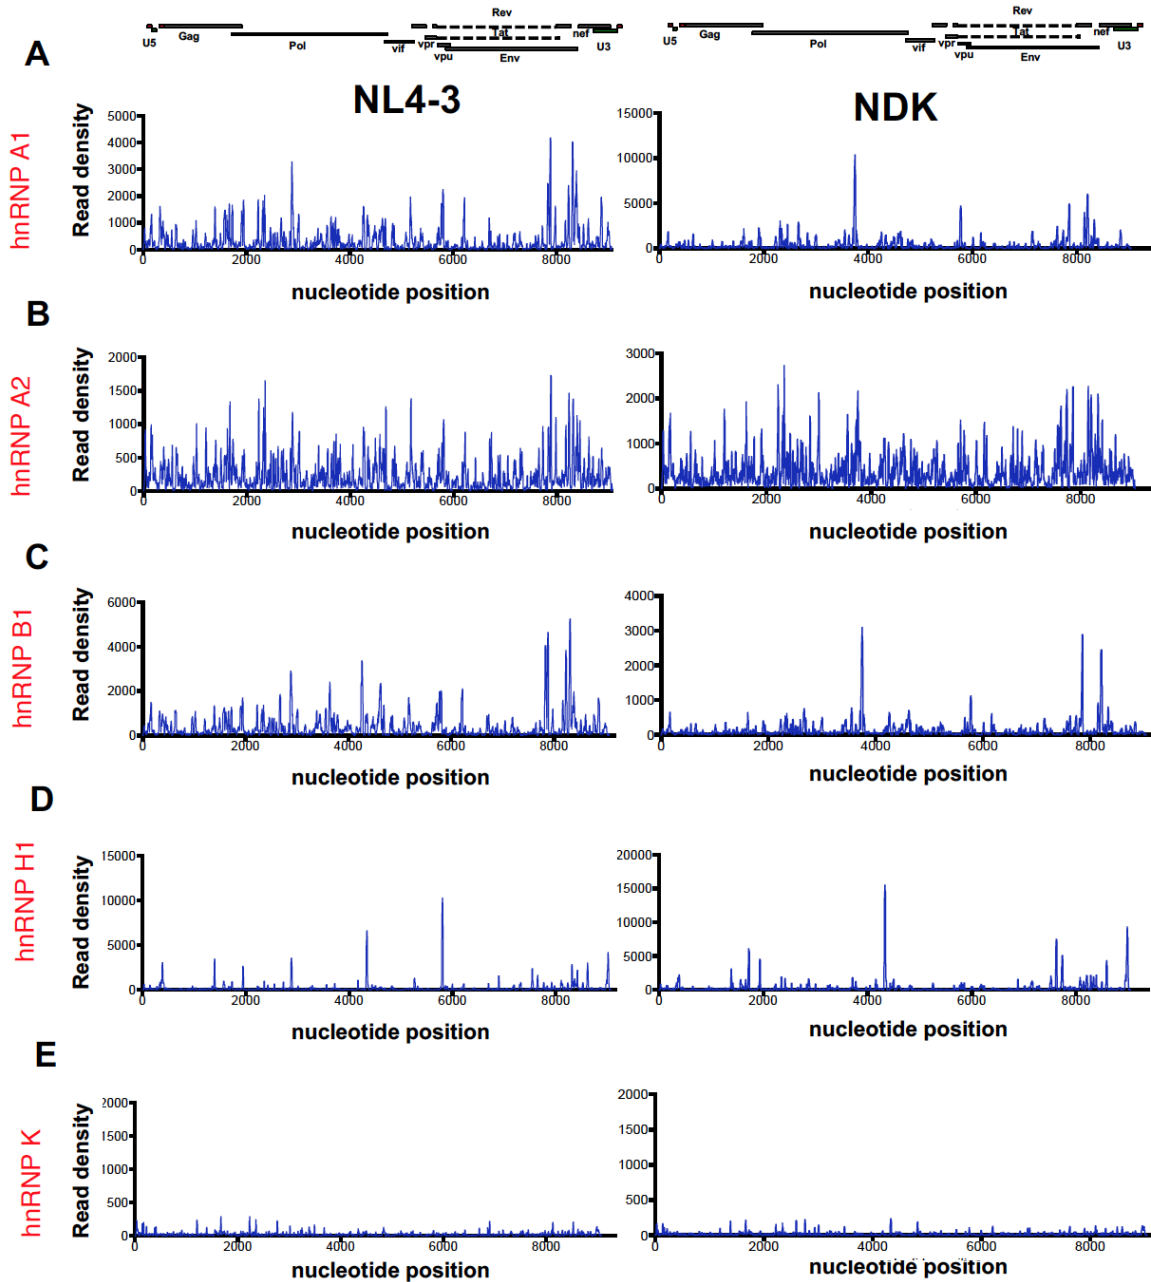 Rev
Tat
U5
Gag
Pol
vif
vpr
vpu
Env
nef
U3
Rev
Tat
U5
Gag
Pol
vif
vpr
vpu
Env
nef
U3
A
NL4-3
NDK
hnRNP A1
Read density
5000
4000
3000
2000
1000
0
0 2000 4000 6000 8000
nucleotide position
15000
10000
5000
0
0 2000 4000 6000 8000
nucleotide position
B
hnRNP A2
Read density
2000
1500
1000
500
0
0 2000 4000 6000 8000
nucleotide position
3000
2000
1000
0
0 2000 4000 6000 8000
nucleotide position
C
hnRNP B1
Read density
6000
4000
2000
0
0 2000 4000 6000 8000
nucleotide position
4000
3000
2000
1000
0
0 2000 4000 6000 8000
nucleotide position
D
hnRNP H1
Read density
15000
10000
5000
0
0 2000 4000 6000 8000
nucleotide position
20000
15000
10000
5000
0
0 2000 4000 6000 8000
nucleotide position
E
hnRNP K
Read density
2000
1500
1000
500
0
0 2000 4000 6000 8000
nucleotide position
2000
1500
1000
500
0
0 2000 4000 6000 8000
nucleotide position